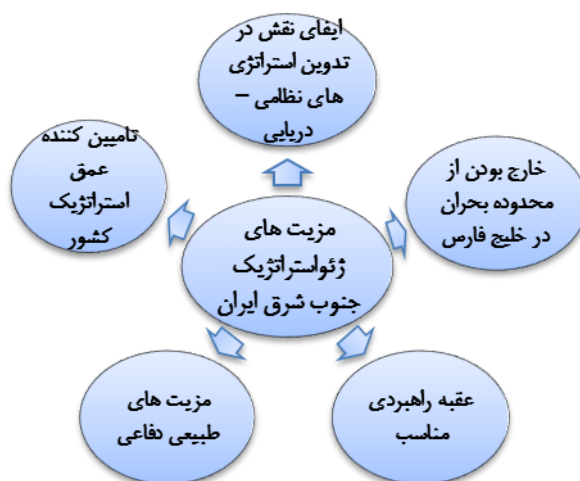 ایفای نقش در
تدوین استراتژی
های نظامی –
دریایی
خارج بودن از
محدوده بحران
در خلیج فارس
تامیین کننده
عمق
استراتژیک
کشور
مزیت های
ژئواستراتژیک
جنوب شرق ایران
عقبه راهبردی
مناسب
مزیت های
طبیعی دفاعی